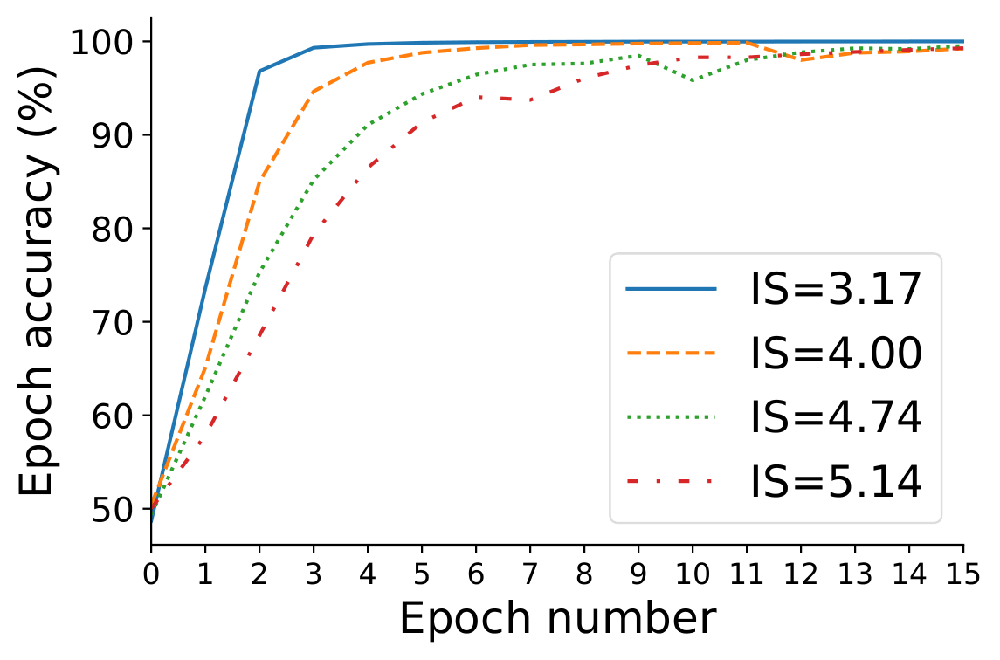 100
90
80
70
60
50
Epoch accuracy (%)
IS=3.17
IS=4.00
IS=4.74
IS=5.14
0 1 2 3 4 5 6 7 8 9 10 11 12 13 14 15
Epoch number